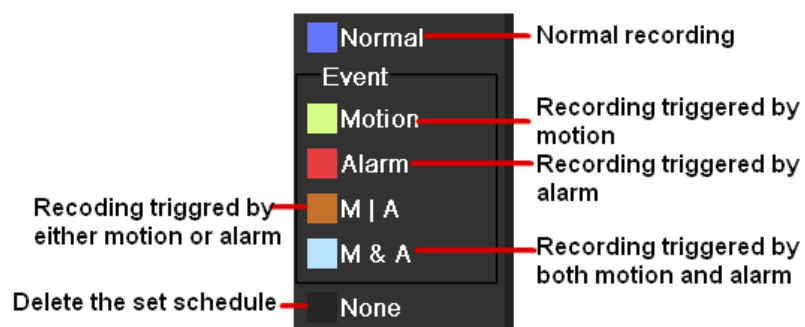 Normal
Normal recording
Event
Motion
Recording triggered by
motion
Alarm
Recording triggered by
alarm
Recoding triggred by
either motion or alarm
M | A
M & A
Recording triggered by
both motion and alarm
Delete the set schedule
None